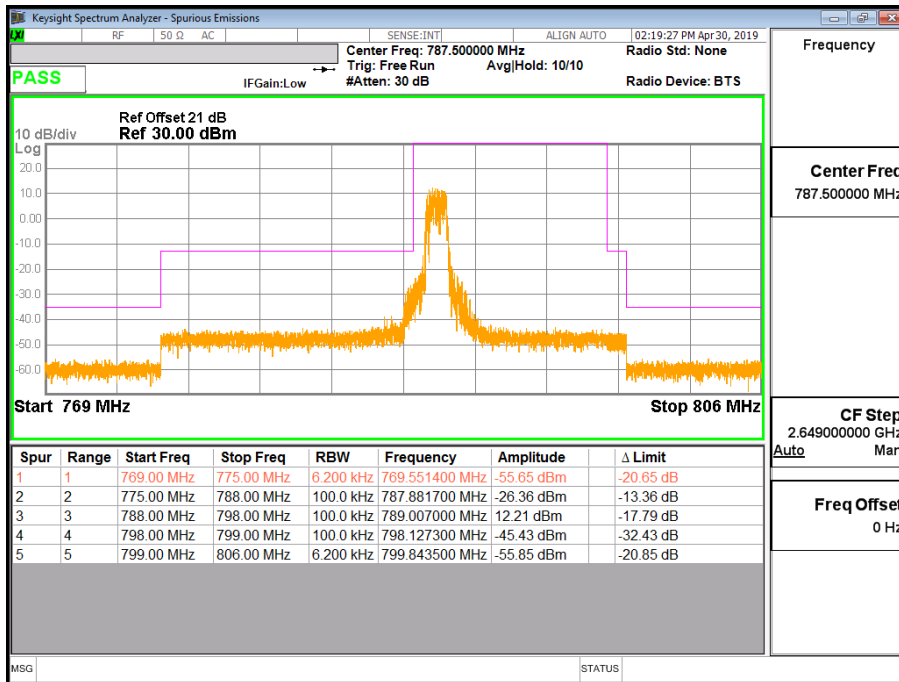 Keysight Spectrum Analyzer - Spurious Emissions
LXI RF 50 Ω AC SENSE:INT ALIGN AUTO 02:19:27 PM Apr 30, 2019
Center Freq: 787.500000 MHz Radio Std: None
Trig: Free Run Avg|Hold: 10/10
PASS IFGain:Low #Atten: 30 dB Radio Device: BTS
Frequency
Ref Offset 21 dB
10 dB/div Ref 30.00 dBm
Log
20.0
10.0
0.00
-10.0
-20.0
-30.0
-40.0
-50.0
-60.0
Start 769 MHz Stop 806 MHz
Center Freq
787.500000 MHz
CF Step
2.649000000 GHz
Auto Man
Freq Offset
0 Hz
Spur Range Start Freq Stop Freq RBW Frequency Amplitude Δ Limit
1 1 769.00 MHz 775.00 MHz 6.200 kHz 769.551400 MHz -55.65 dBm -20.65 dB
2 2 775.00 MHz 788.00 MHz 100.0 kHz 787.881700 MHz -26.36 dBm -13.36 dB
3 3 788.00 MHz 798.00 MHz 100.0 kHz 789.007000 MHz 12.21 dBm -17.79 dB
4 4 798.00 MHz 799.00 MHz 100.0 kHz 798.127300 MHz -45.43 dBm -32.43 dB
5 5 799.00 MHz 806.00 MHz 6.200 kHz 799.843500 MHz -55.85 dBm -20.85 dB
MSG STATUS